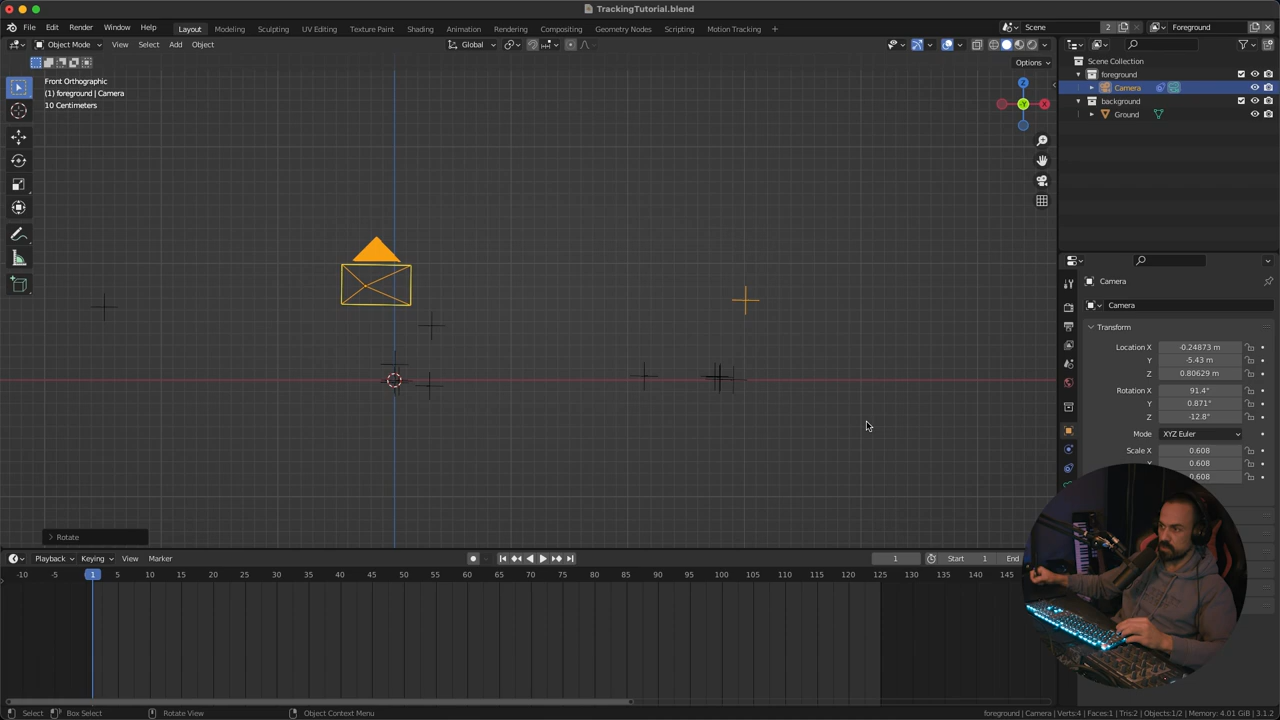 TrackingTutorial.blend
File Edit Render Window Help Layout Modeling Sculpting UV Editing Texture Paint Shading Animation Rendering Compositing Geometry Nodes Scripting Motion Tracking + Scene 2 Foreground
Object Mode View Select Add Object Global
Options
Front Orthographic
(1) foreground | Camera
10 Centimeters
Z
Y
X
Rotate
Scene Collection
foreground
Camera
background
Ground
Camera
Camera
Transform
Location X -0.24873 m
Y -5.43 m
Z 0.80629 m
Rotation X 91.4°
Y 0.871°
Z -12.8°
Mode XYZ Euler
Scale X 0.608
0.608
0.608
Playback Keying View Marker 1 Start 1 End
-10 -5 1 5 10 15 20 25 30 35 40 45 50 55 60 65 70 75 80 85 90 95 100 105 110 115 120 125 130 135 140 145
Select Box Select Rotate View Object Context Menu foreground | Camera | Verts:4 | Faces:1 | Tris:2 | Objects:1/2 | Memory: 4.01 GiB | 3.1.2